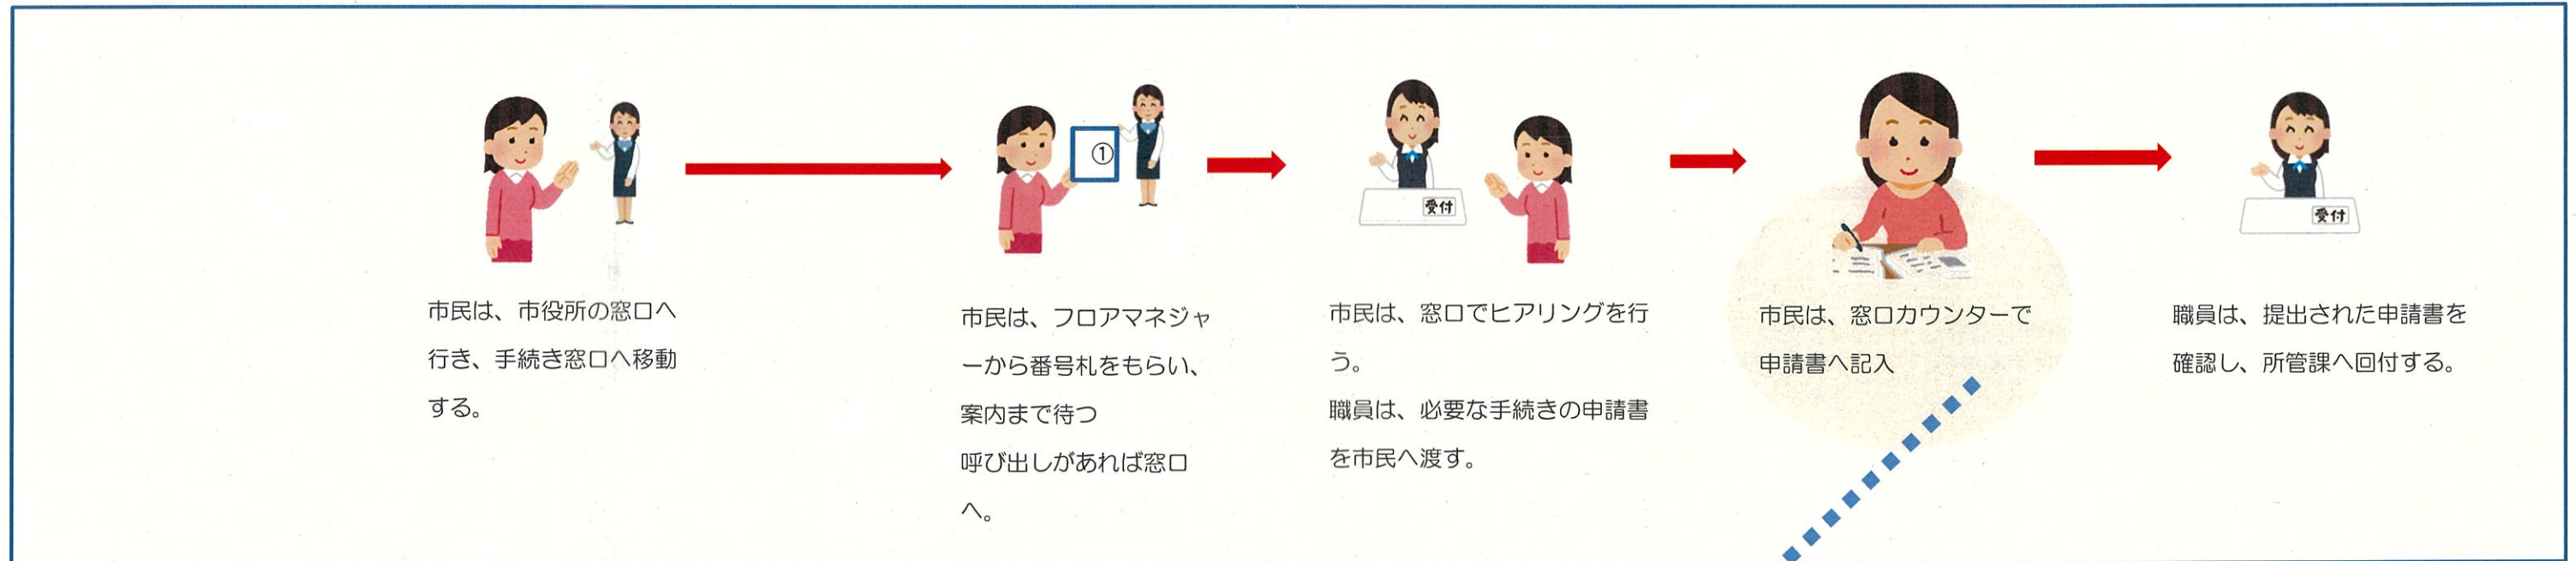 市民は、市役所の窓口へ
行き、手続き窓口へ移動
する。
①
市民は、フロアマネジャ
ーから番号札をもらい、
案内まで待つ
呼び出しがあれば窓口
へ。
受付
市民は、窓口でヒアリングを行
う。
職員は、必要な手続きの申請書
を市民へ渡す。
市民は、窓口カウンターで
申請書へ記入
受付
職員は、提出された申請書を
確認し、所管課へ回付する。